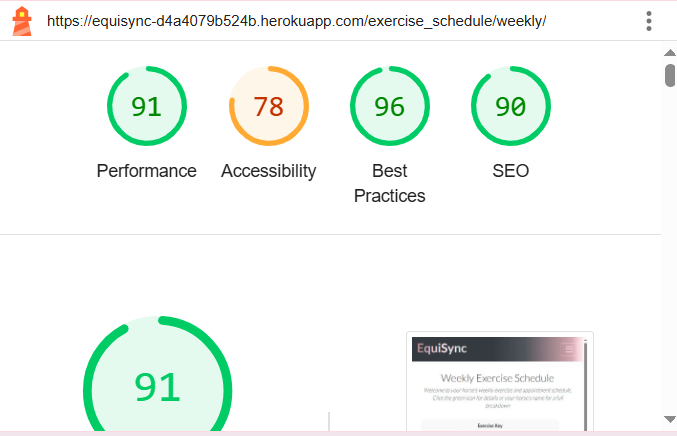 https://equisync-d4a4079b524b.herokuapp.com/exercise_schedule/weekly/
91
78
96
90
Performance
Accessibility
Best
Practices
SEO
91
EquiSync
Weekly Exercise Schedule
Welcome to your horse's weekly exercise and appointment schedule.
Click the green icon for details or your horse's name for a full
breakdown
Exercise Key